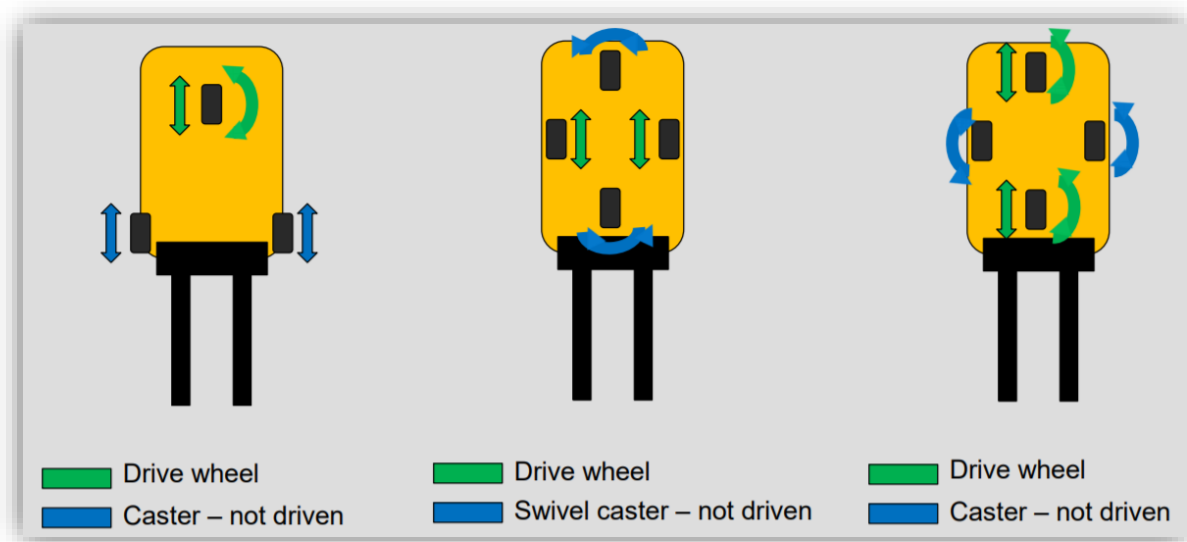 Drive wheel
Caster – not driven
Drive wheel
Swivel caster – not driven
Drive wheel
Caster – not driven